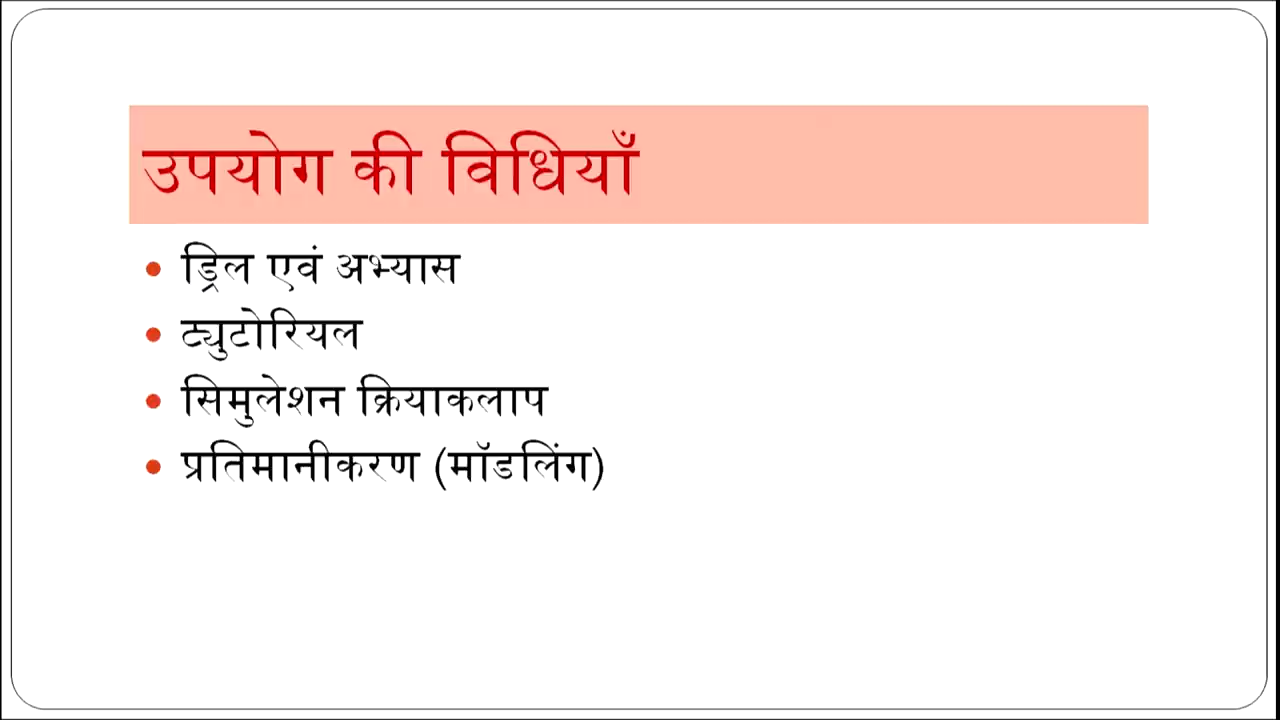 उपयोग की विधियाँ
• ड्रिल एवं अभ्यास
• ट्युटोरियल
• सिमुलेशन क्रियाकलाप
• प्रतिमानीकरण (मॉडलिंग)